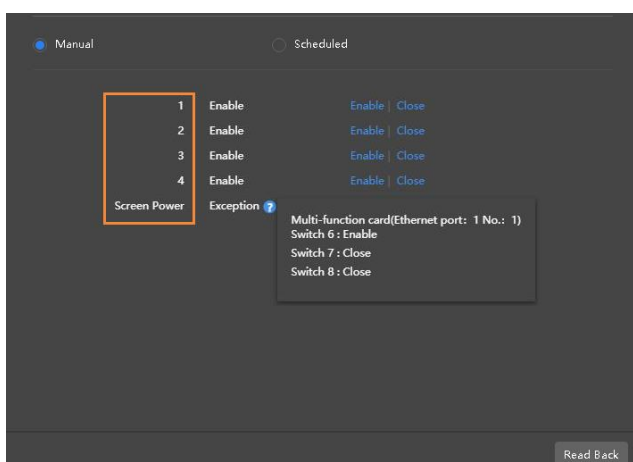 Manual Scheduled
1 Enable Enable | Close
2 Enable Enable | Close
3 Enable Enable | Close
4 Enable Enable | Close
Screen Power Exception ?
Multi-function card(Ethernet port: 1 No.: 1)
Switch 6 : Enable
Switch 7 : Close
Switch 8 : Close
Read Back